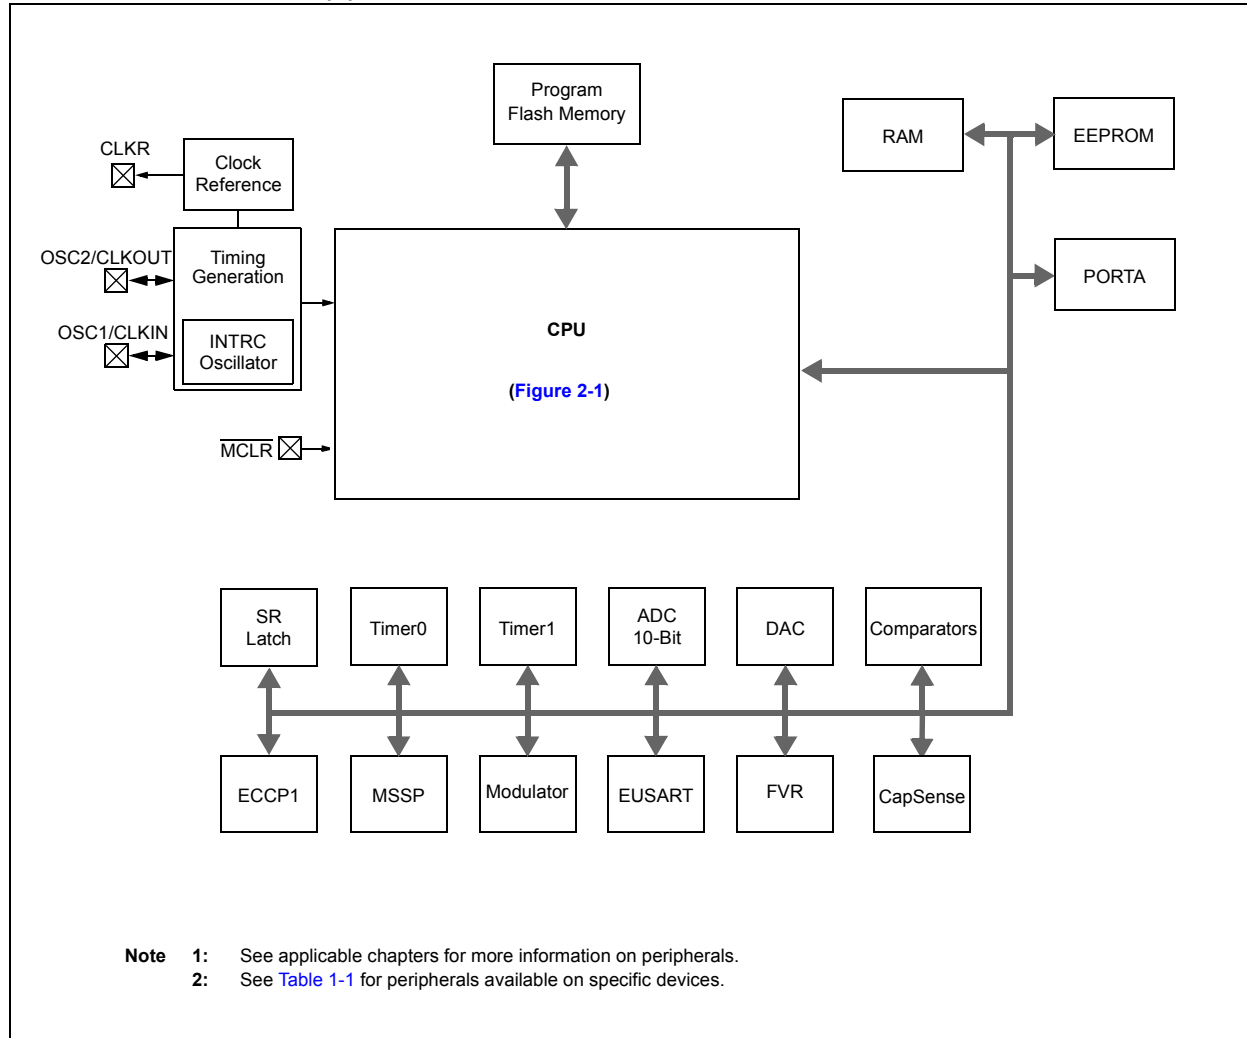 Program
Flash Memory
RAM
EEPROM
CLKR
Clock
Reference
OSC2/CLKOUT
Timing
Generation
PORTA
OSC1/CLKIN
INTRC
Oscillator
CPU
(Figure 2-1)
MCLR
SR
Latch
Timer0
Timer1
ADC
10-Bit
DAC
Comparators
ECCP1
MSSP
Modulator
EUSART
FVR
CapSense
Note 1: See applicable chapters for more information on peripherals.
2: See Table 1-1 for peripherals available on specific devices.